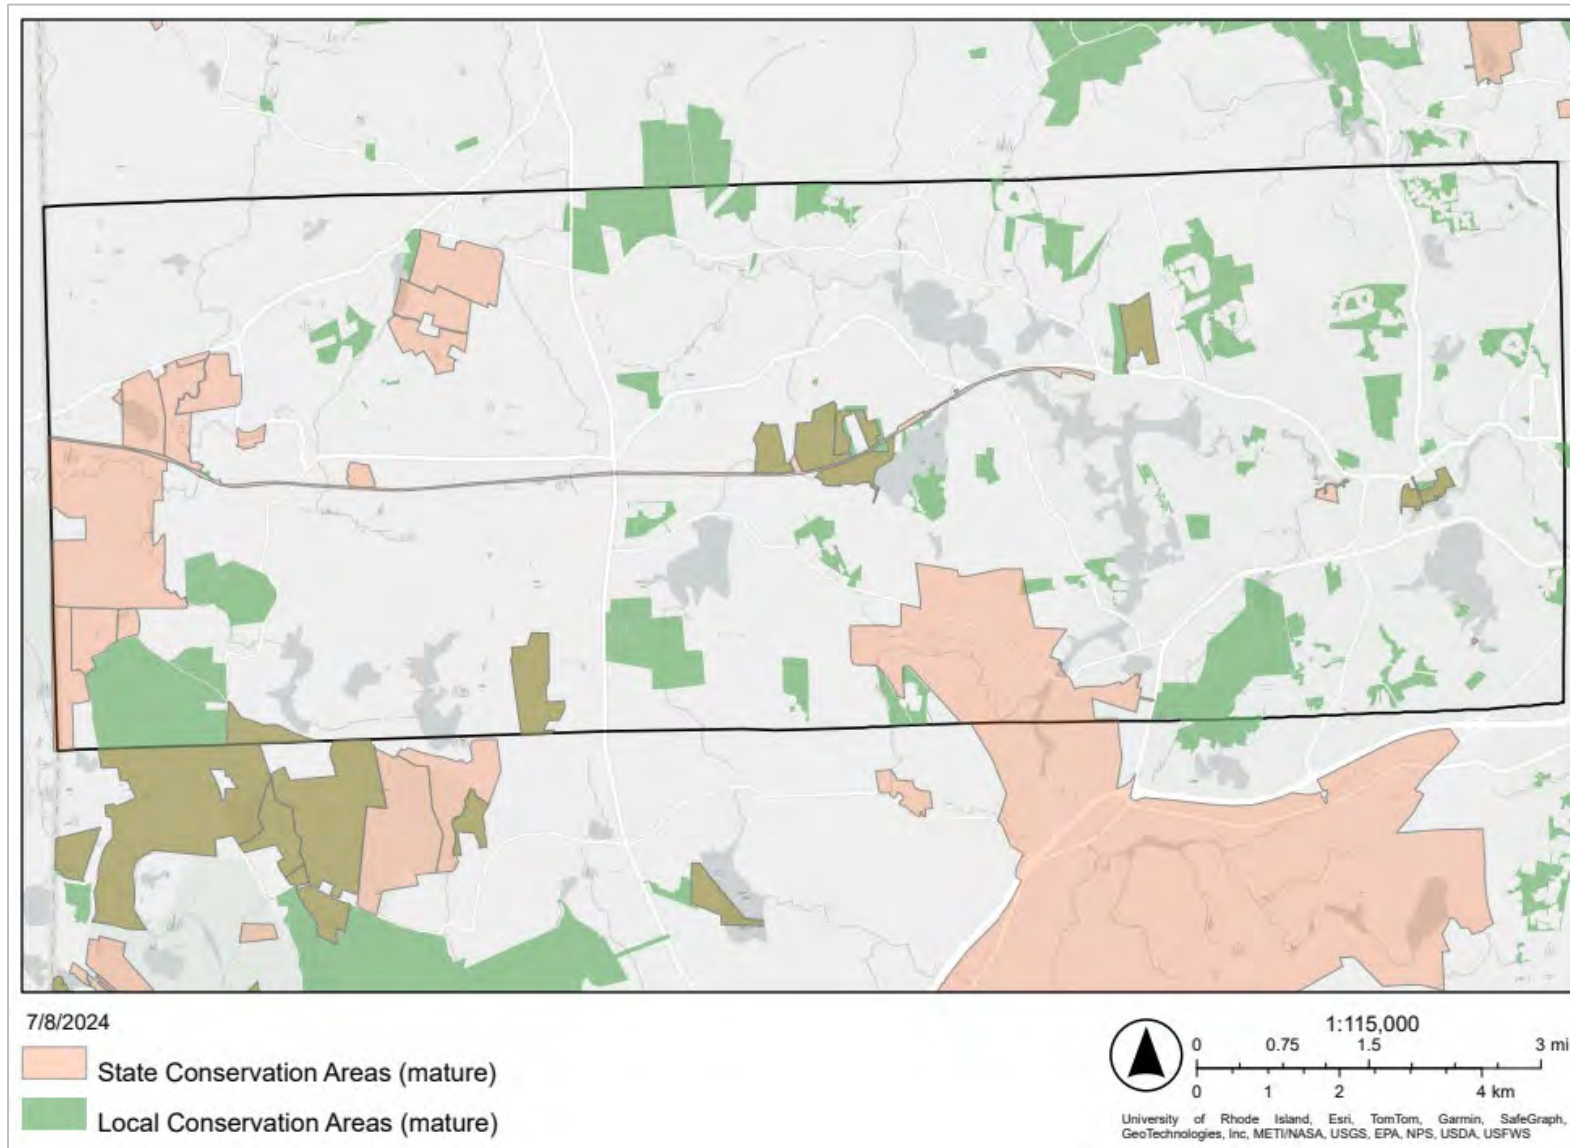 7/8/2024
State Conservation Areas (mature)
Local Conservation Areas (mature)
1:115,000
0 0.75 1.5 3 mi
0 1 2 4 km
University of Rhode Island, Esri, TomTom, Garmin, SafeGraph,
GeoTechnologies, Inc, METI/NASA, USGS, EPA, NPS, USDA, USFWS